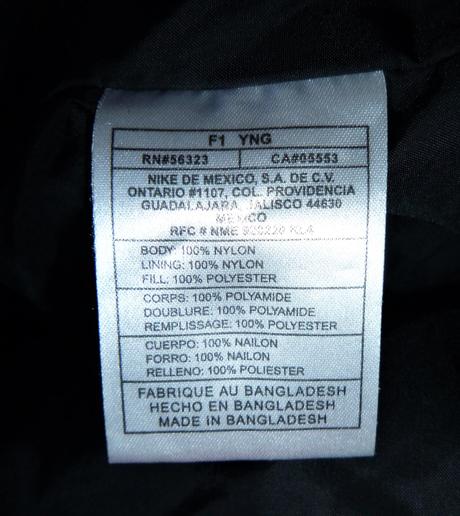 F1 YNG
RN#56323 CA#05553
NIKE DE MEXICO, S.A. DE C.V.
ONTARIO #1107, COL. PROVIDENCIA
GUADALAJARA, JALISCO 44630
MEXICO
RFC # NME
BODY: 100% NYLON
LINING: 100% NYLON
FILL: 100% POLYESTER
CORPS: 100% POLYAMIDE
DOUBLURE: 100% POLYAMIDE
REMPLISSAGE: 100% POLYESTER
CUERPO: 100% NAILON
FORRO: 100% NAILON
RELLENO: 100% POLIESTER
FABRIQUE AU BANGLADESH
HECHO EN BANGLADESH
MADE IN BANGLADESH